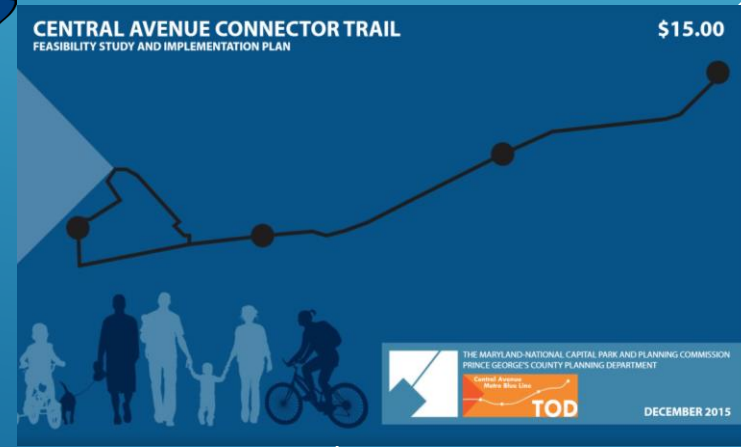 CENTRAL AVENUE CONNECTOR TRAIL
$15.00
FEASIBILITY STUDY AND IMPLEMENTATION PLAN
THE MARYLAND-NATIONAL CAPITAL PARK AND PLANNING COMMISSION
PRINCE GEORGE'S COUNTY PLANNING DEPARTMENT
Central Avenue
Metro Blue Line
TOD
DECEMBER 2015